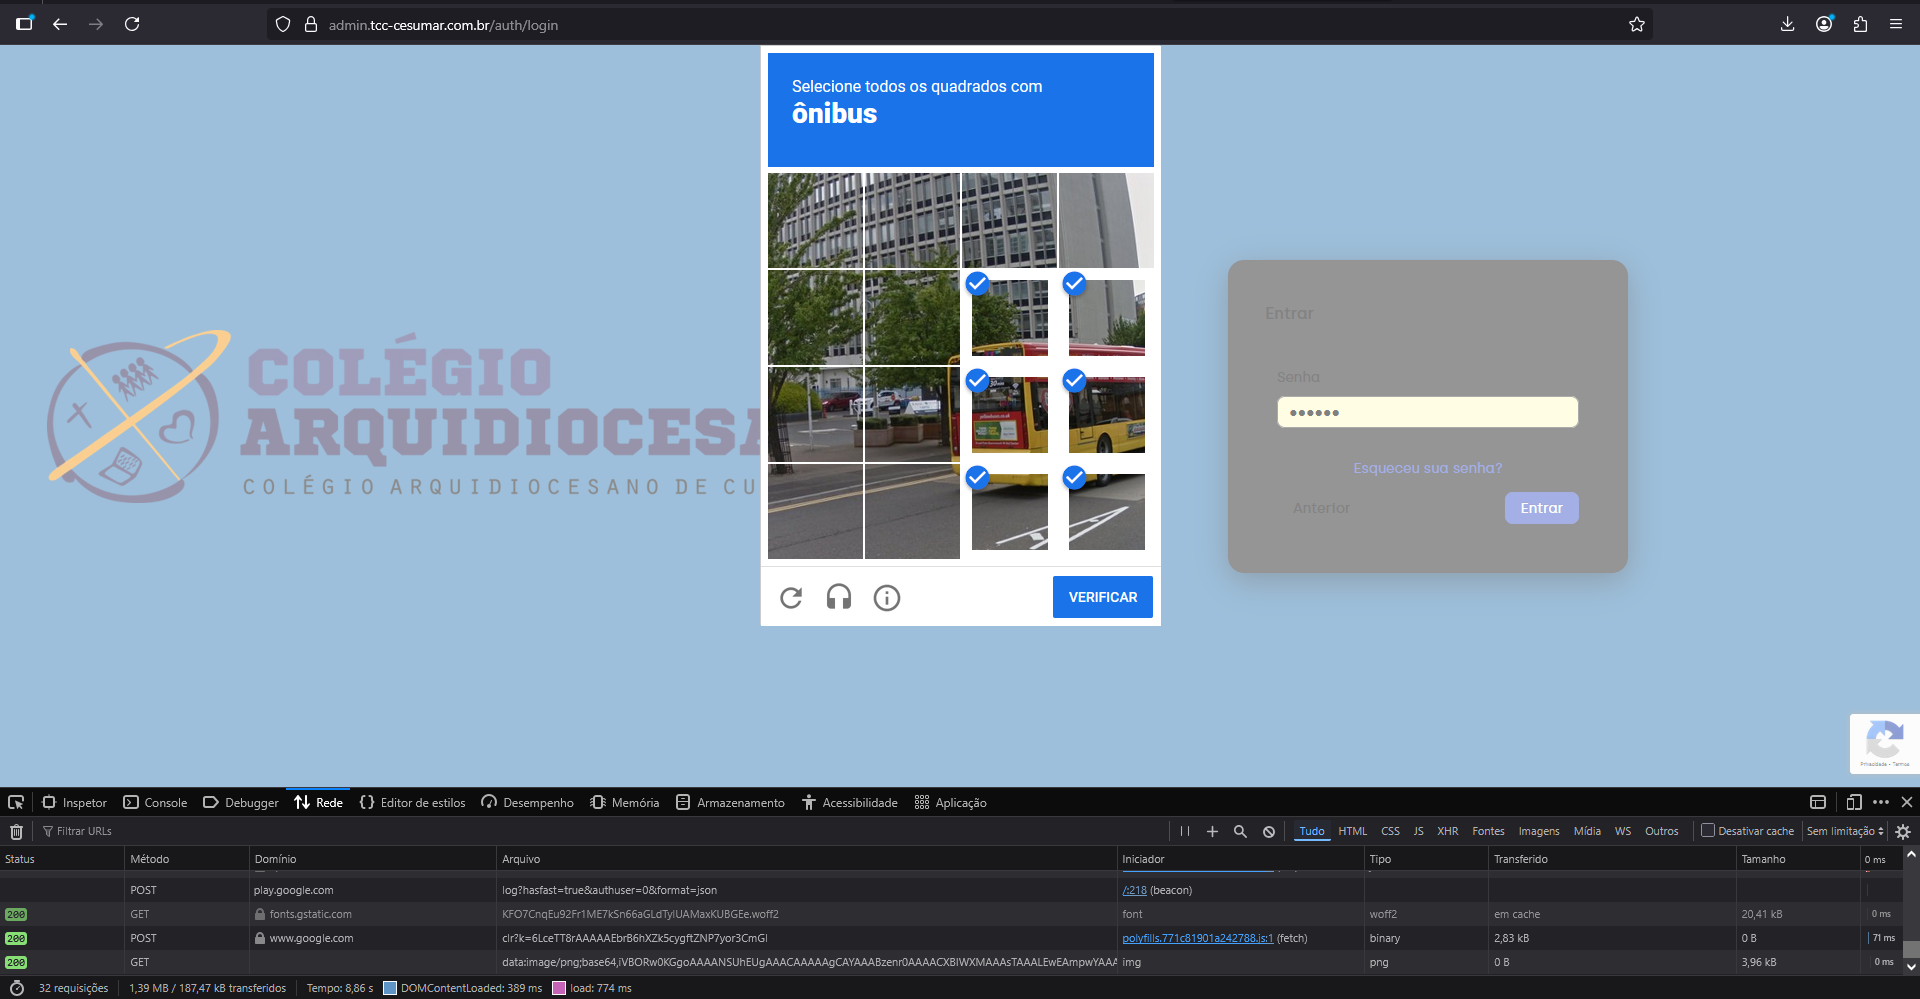 admin.tcc-cesumar.com.br/auth/login
Selecione todos os quadrados com
ônibus
COLÉGIO
ARQUIDIOCESA
COLÉGIO ARQUIDIOCESANO DE CU
Entrar
Senha
••••••
Esqueceu sua senha?
Anterior
Entrar
VERIFICAR
Privacidade - Termos
Inspetor
Console
Debugger
Rede
Editor de estilos
Desempenho
Memória
Armazenamento
Acessibilidade
Aplicação
Filtrar URLs
Tudo HTML CSS JS XHR Fontes Imagens Mídia WS Outros
Desativar cache
Sem limitação
Status Método Domínio Arquivo Iniciador Tipo Transferido Tamanho 0 ms
POST play.google.com log?hasfast=true&authuser=0&format=json /:218 (beacon)
200 GET fonts.gstatic.com KFO7CnqEu92Fr1ME7kSn66aGLdTylUAMaxKUBGEe.woff2 font woff2 em cache 20,41 kB 0 ms
200 POST www.google.com clr?k=6LceTT8rAAAAAEbrB6hXZk5cygftZNP7yor3CmGl polyfills.771c81901a242788.js:1 (fetch) binary 2,83 kB 0 B 71 ms
200 GET data:image/png;base64,iVBORw0KGgoAAAANSUhEUgAAACAAAAAgCAYAAABzenr0AAAACXBIWXMAAAsTAAALEwEAmpwYAAA img png 0 B 3,96 kB 0 ms
32 requisições 1,39 MB / 187,47 kB transferidos Tempo: 8,86 s DOMContentLoaded: 389 ms load: 774 ms